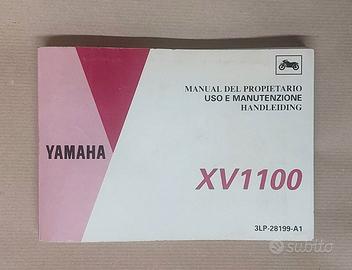 MANUAL DEL PROPIETARIO
USO E MANUTENZIONE
HANDLEIDING
YAMAHA
XV1100
3LP-28199-A1
subito